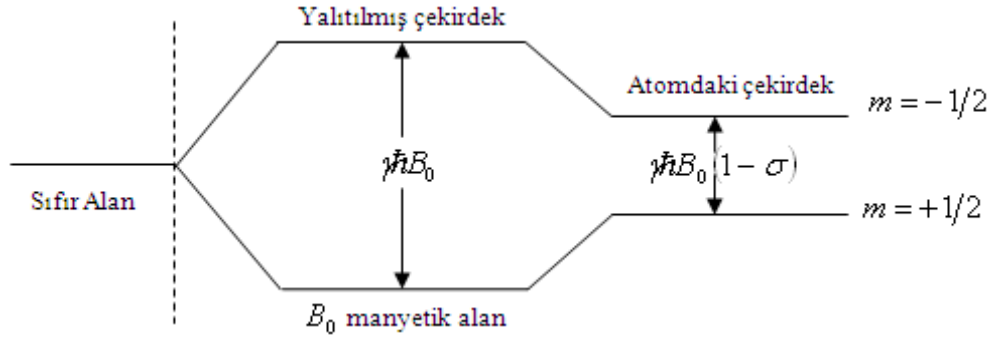 Yalıtılmış çekirdek
Atomdaki çekirdek
m = −1/2
γℏB₀
γℏB₀(1 − σ)
Sıfır Alan
m = +1/2
B₀ manyetik alan